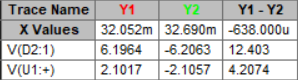 Trace Name Y1 Y2 Y1 - Y2
X Values 32.052m 32.690m -638.000u
V(D2:1) 6.1964 -6.2063 12.403
V(U1:+) 2.1017 -2.1057 4.2074